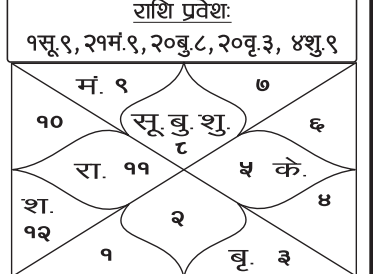 राशि प्रवेशः
१सू.९, २१मं.९, २०बु.८, २०वृ.३, ४शु.९
मं. ९
७
१०
सू. बु. शु.
८
६
रा. ११
५ के.
श.
१२
४
२
१
बृ. ३